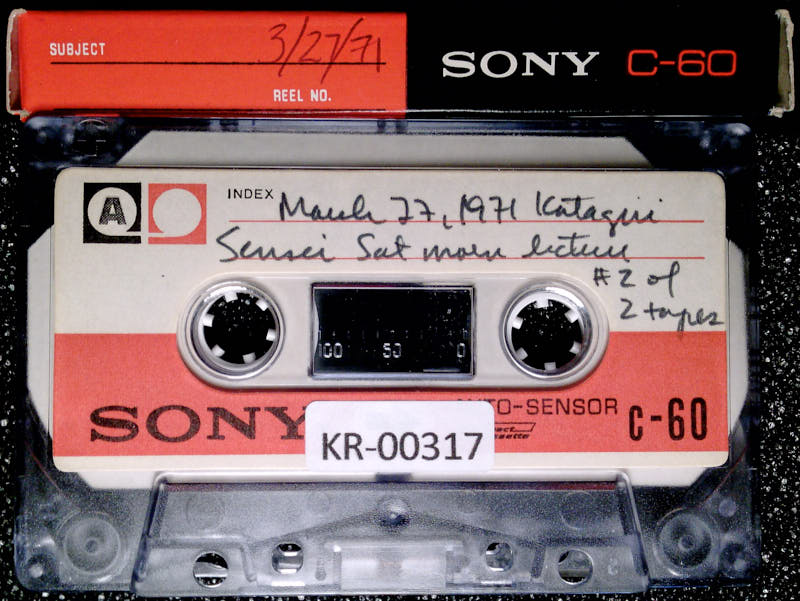 SUBJECT
3/27/71
REEL NO.
SONY C-60
A
INDEX March 27, 1971 Katagiri
Sensei Sat morn lecture
#2 of
2 tapes
100 50 0
SONY
AUTO-SENSOR
C-60
KR-00317